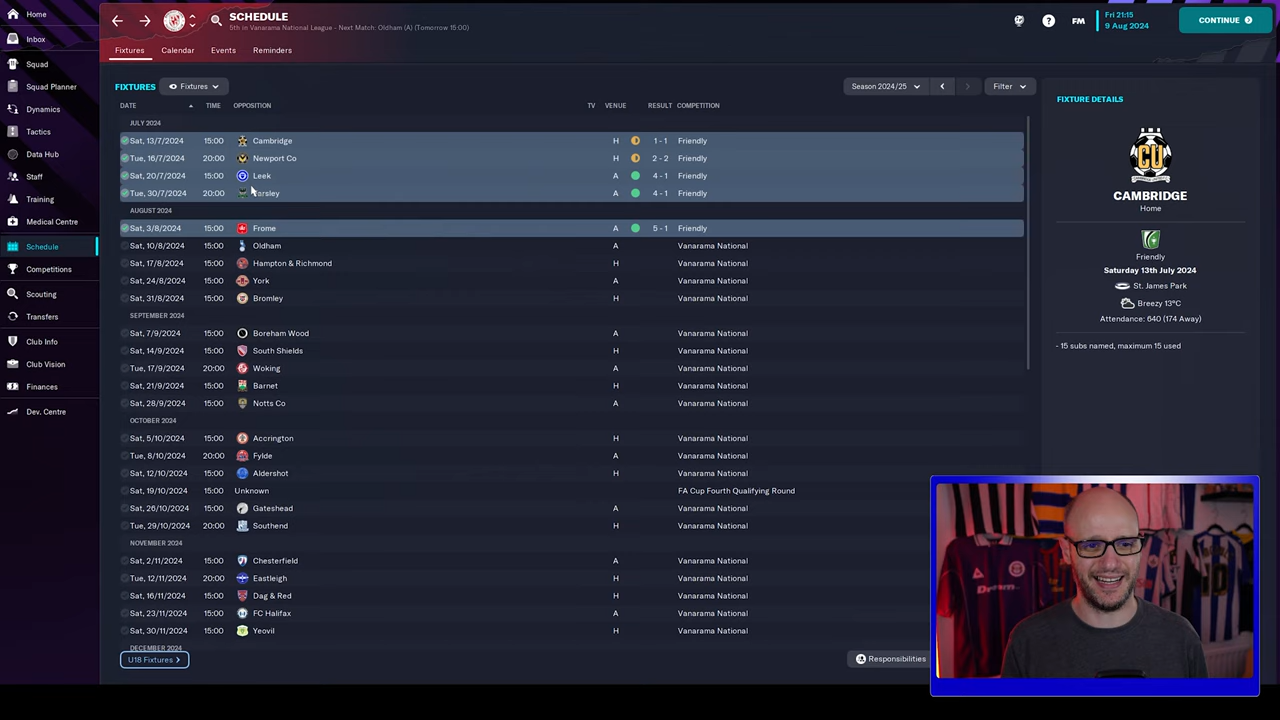 Home
Inbox
Squad
Squad Planner
Dynamics
Tactics
Data Hub
Staff
Training
Medical Centre
Schedule
Competitions
Scouting
Transfers
Club Info
Club Vision
Finances
Dev. Centre
SCHEDULE
5th in Vanarama National League - Next Match: Oldham (A) (Tomorrow 15:00)
FM
Fri 21:15
9 Aug 2024
CONTINUE
Fixtures Calendar Events Reminders
FIXTURES Fixtures Season 2024/25 Filter
DATE TIME OPPOSITION TV VENUE RESULT COMPETITION
JULY 2024
Sat, 13/7/2024 15:00 Cambridge H 1 - 1 Friendly
Tue, 16/7/2024 20:00 Newport Co H 2 - 2 Friendly
Sat, 20/7/2024 15:00 Leek A 4 - 1 Friendly
Tue, 30/7/2024 20:00 Farsley A 4 - 1 Friendly
AUGUST 2024
Sat, 3/8/2024 15:00 Frome A 5 - 1 Friendly
Sat, 10/8/2024 15:00 Oldham A Vanarama National
Sat, 17/8/2024 15:00 Hampton & Richmond H Vanarama National
Sat, 24/8/2024 15:00 York A Vanarama National
Sat, 31/8/2024 15:00 Bromley H Vanarama National
SEPTEMBER 2024
Sat, 7/9/2024 15:00 Boreham Wood A Vanarama National
Sat, 14/9/2024 15:00 South Shields H Vanarama National
Tue, 17/9/2024 20:00 Woking A Vanarama National
Sat, 21/9/2024 15:00 Barnet H Vanarama National
Sat, 28/9/2024 15:00 Notts Co A Vanarama National
OCTOBER 2024
Sat, 5/10/2024 15:00 Accrington H Vanarama National
Tue, 8/10/2024 20:00 Fylde A Vanarama National
Sat, 12/10/2024 15:00 Aldershot H Vanarama National
Sat, 19/10/2024 15:00 Unknown FA Cup Fourth Qualifying Round
Sat, 26/10/2024 15:00 Gateshead A Vanarama National
Tue, 29/10/2024 20:00 Southend H Vanarama National
NOVEMBER 2024
Sat, 2/11/2024 15:00 Chesterfield A Vanarama National
Tue, 12/11/2024 20:00 Eastleigh H Vanarama National
Sat, 16/11/2024 15:00 Dag & Red H Vanarama National
Sat, 23/11/2024 15:00 FC Halifax A Vanarama National
Sat, 30/11/2024 15:00 Yeovil H Vanarama National
DECEMBER 2024
U18 Fixtures
Responsibilities
FIXTURE DETAILS
CU
CAMBRIDGE
Home
Friendly
Saturday 13th July 2024
St. James Park
Breezy 13°C
Attendance: 640 (174 Away)
- 15 subs named, maximum 15 used